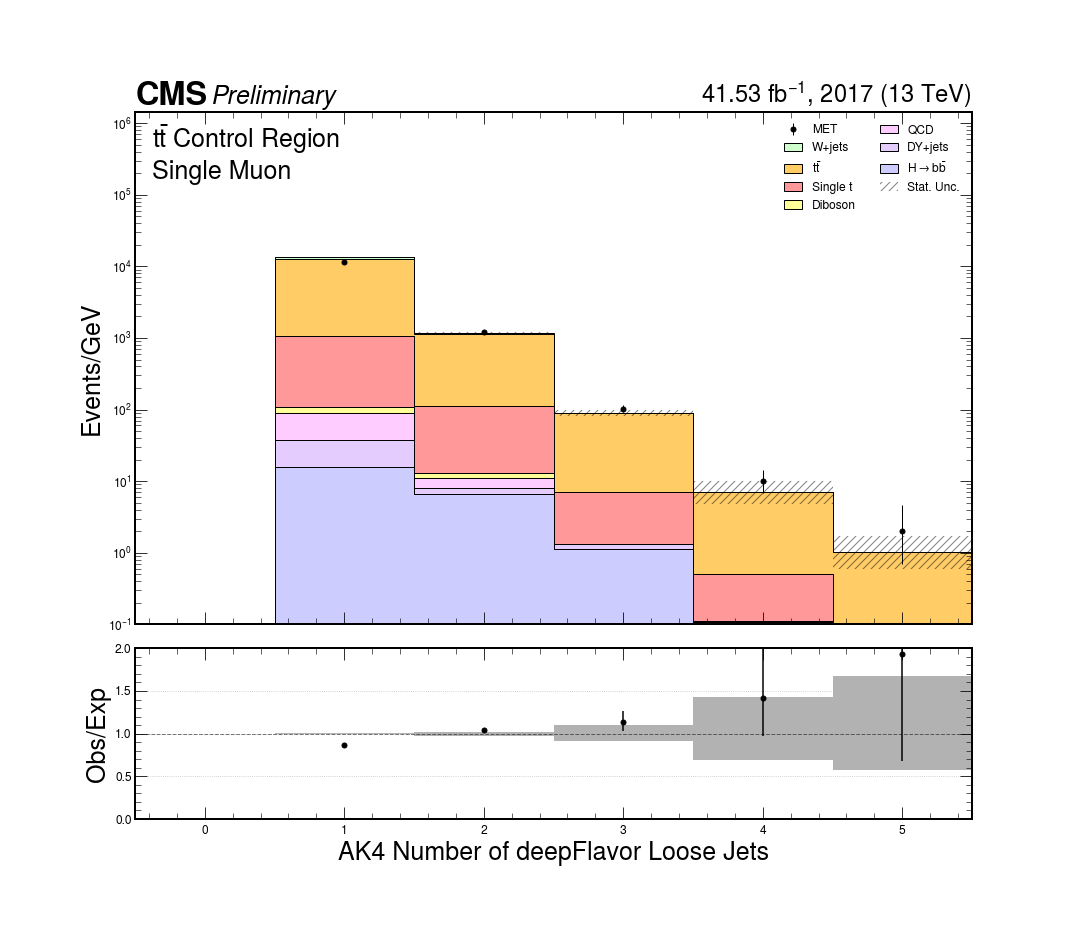 CMS Preliminary
41.53 fb⁻¹, 2017 (13 TeV)
tt̄ Control Region
Single Muon
MET
W+jets
tt̄
Single t
Diboson
QCD
DY+jets
H→bb̄
Stat. Unc.
Events/GeV
10⁶
10⁵
10⁴
10³
10²
10¹
10⁰
10⁻¹
Obs/Exp
2.0
1.5
1.0
0.5
0.0
0 1 2 3 4 5
AK4 Number of deepFlavor Loose Jets